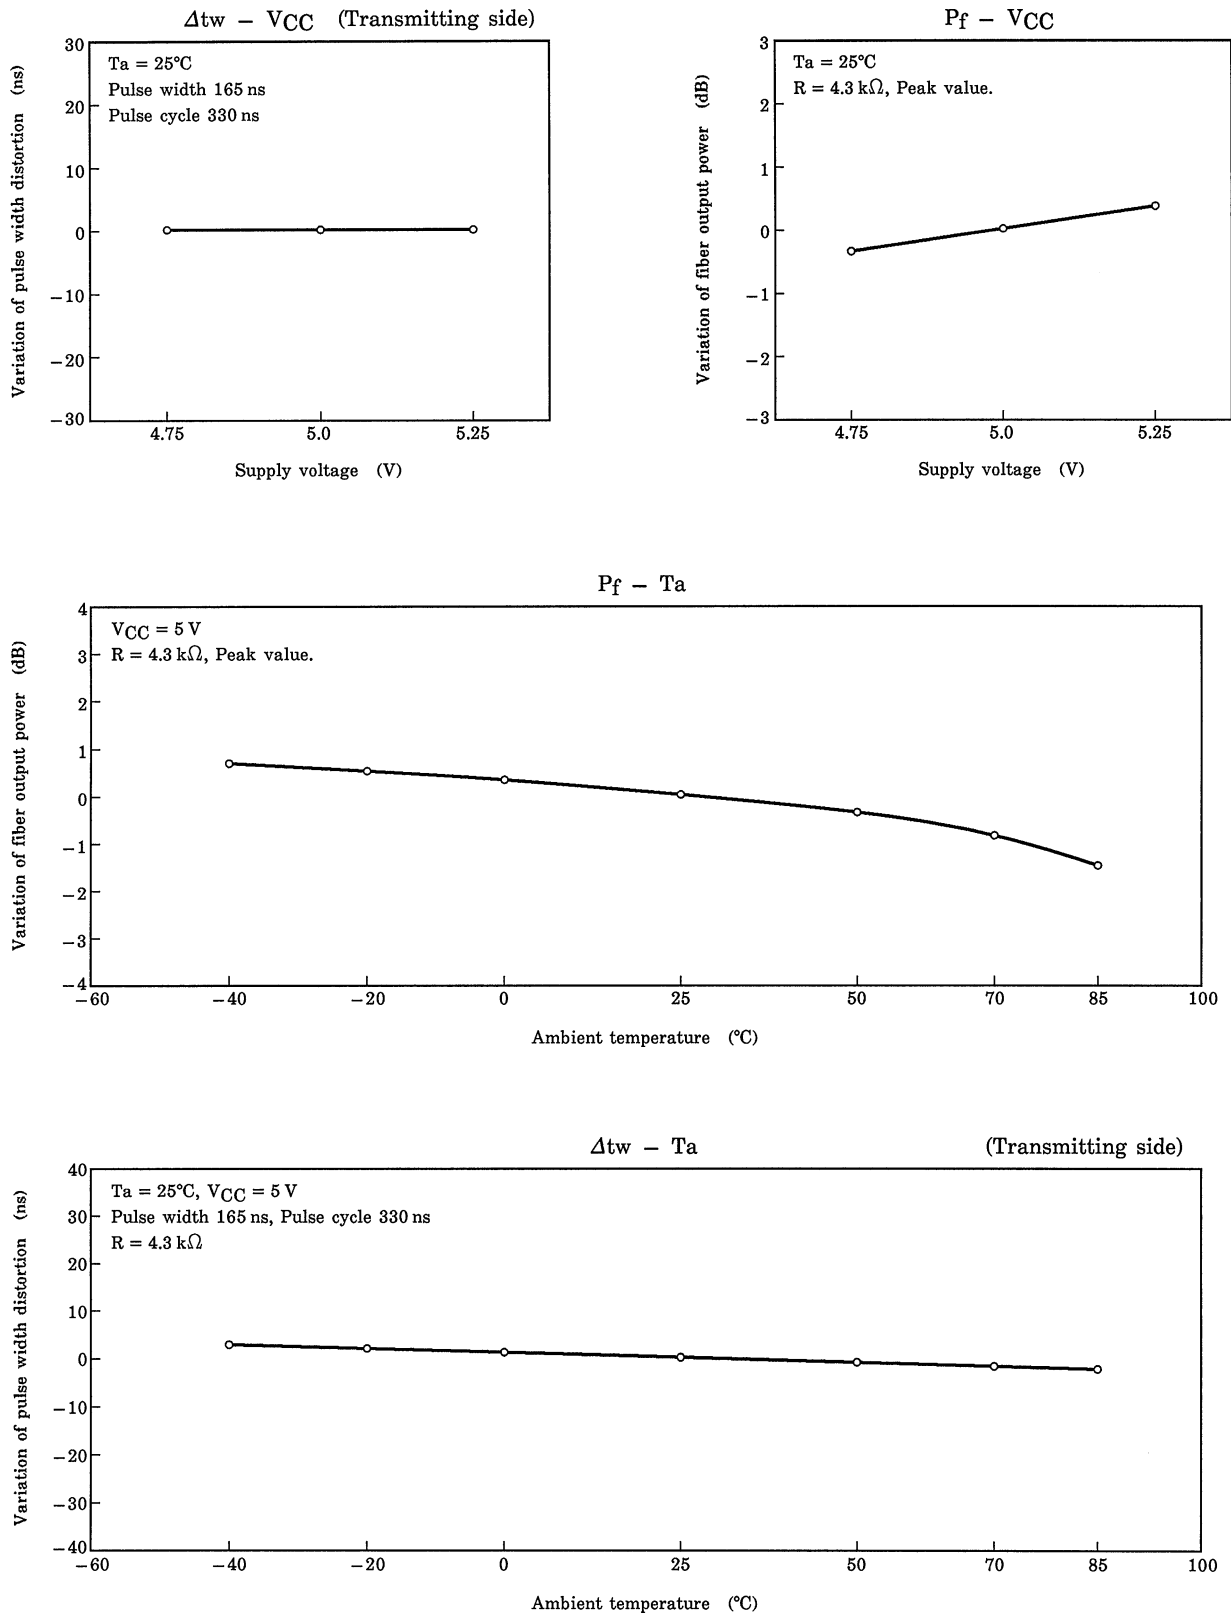 Δtw − VCC (Transmitting side)
Variation of pulse width distortion (ns)
30
20
10
0
−10
−20
−30
Ta = 25°C
Pulse width 165 ns
Pulse cycle 330 ns
4.75 5.0 5.25
Supply voltage (V)
Pf − VCC
Variation of fiber output power (dB)
3
2
1
0
−1
−2
−3
Ta = 25°C
R = 4.3 kΩ, Peak value.
4.75 5.0 5.25
Supply voltage (V)
Pf − Ta
Variation of fiber output power (dB)
4
3
2
1
0
−1
−2
−3
−4
VCC = 5 V
R = 4.3 kΩ, Peak value.
−60 −40 −20 0 25 50 70 85 100
Ambient temperature (°C)
Δtw − Ta (Transmitting side)
Variation of pulse width distortion (ns)
40
30
20
10
0
−10
−20
−30
−40
Ta = 25°C, VCC = 5 V
Pulse width 165 ns, Pulse cycle 330 ns
R = 4.3 kΩ
−60 −40 −20 0 25 50 70 85 100
Ambient temperature (°C)